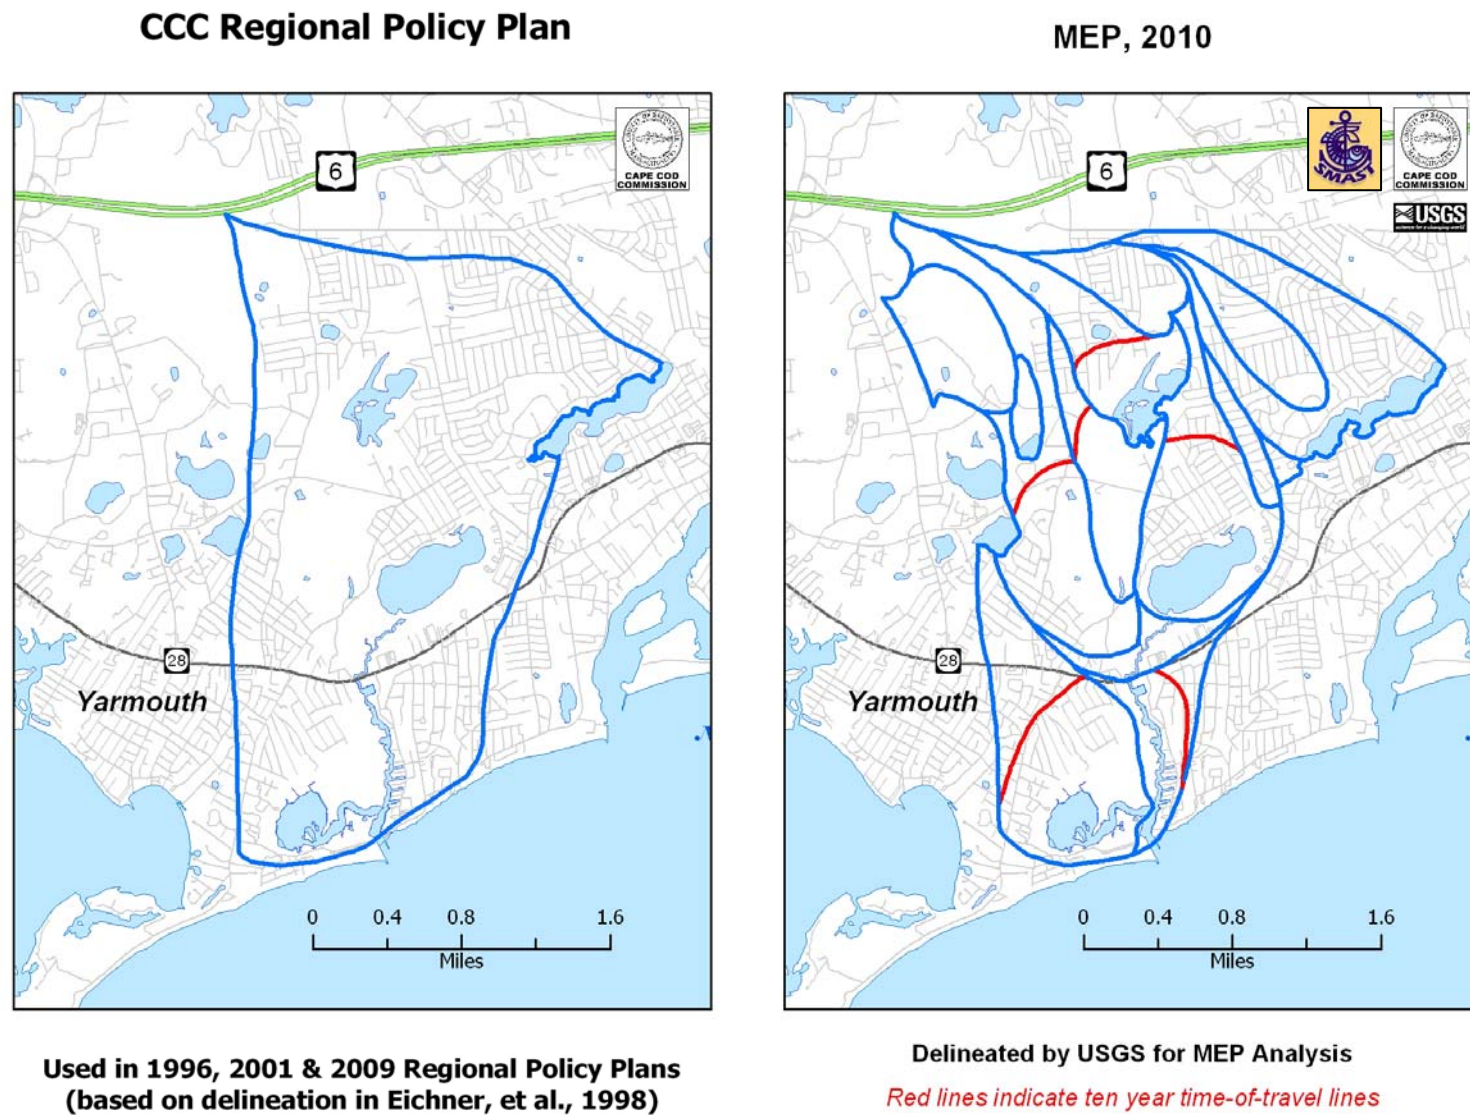 CCC Regional Policy Plan
MEP, 2010
6
CAPE COD
COMMISSION
28
Yarmouth
0 0.4 0.8 1.6
Miles
6
SMAST
CAPE COD
COMMISSION
USGS
28
Yarmouth
0 0.4 0.8 1.6
Miles
Used in 1996, 2001 & 2009 Regional Policy Plans
(based on delineation in Eichner, et al., 1998)
Delineated by USGS for MEP Analysis
Red lines indicate ten year time-of-travel lines